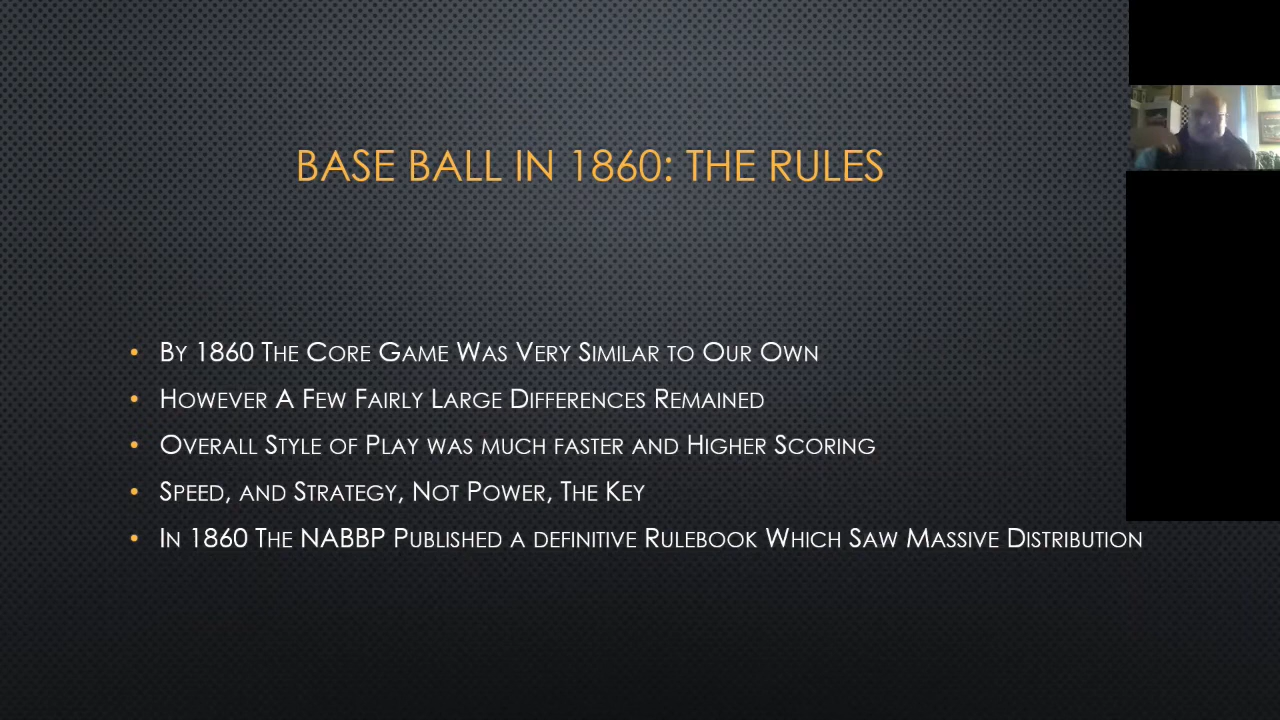 BASE BALL IN 1860: THE RULES
• By 1860 The Core Game Was Very Similar to Our Own
• However A Few Fairly Large Differences Remained
• Overall Style of Play was much faster and Higher Scoring
• Speed, and Strategy, Not Power, The Key
• In 1860 The NABBP Published a definitive Rulebook Which Saw Massive Distribution